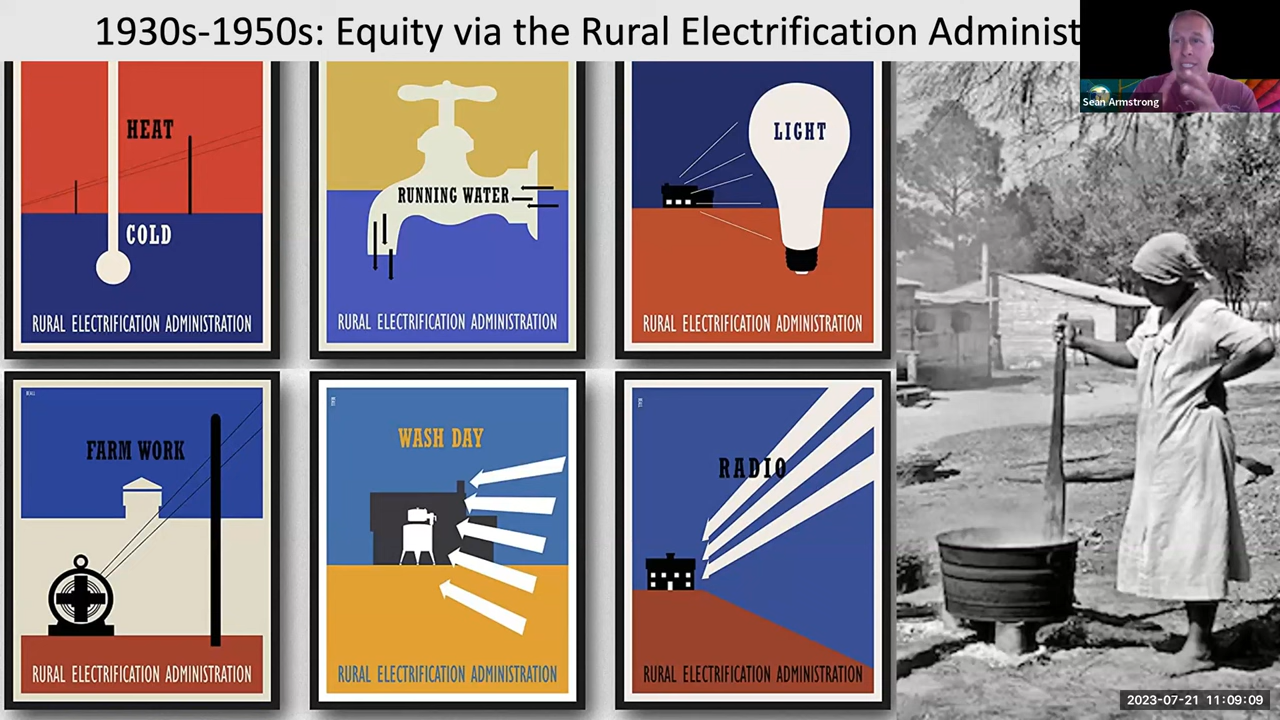 1930s-1950s: Equity via the Rural Electrification Administ
Sean Armstrong
HEAT
COLD
RURAL ELECTRIFICATION ADMINISTRATION
RUNNING WATER
RURAL ELECTRIFICATION ADMINISTRATION
LIGHT
RURAL ELECTRIFICATION ADMINISTRATION
FARM WORK
RURAL ELECTRIFICATION ADMINISTRATION
WASH DAY
RURAL ELECTRIFICATION ADMINISTRATION
RADIO
RURAL ELECTRIFICATION ADMINISTRATION
2023-07-21 11:09:09